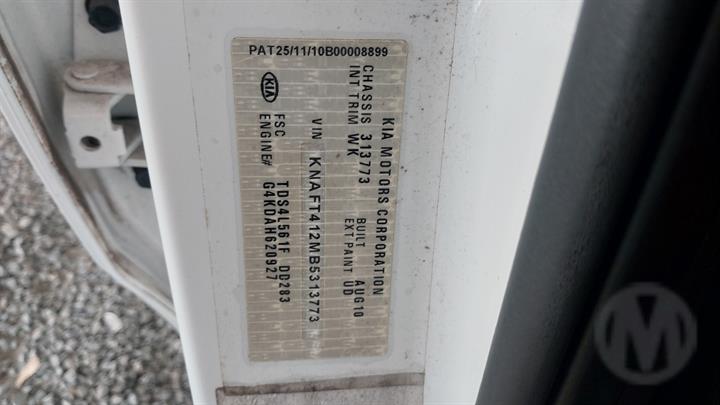 PAT25/11/10B00008899
KIA MOTORS CORPORATION
CHASSIS 313773 BUILT AUG10
INT TRIM WK EXT PAINT UD
VIN KNAFT412MB5313773
KIA FSC TDS4L561F DD283
ENGINE# G4KDAH620927
M